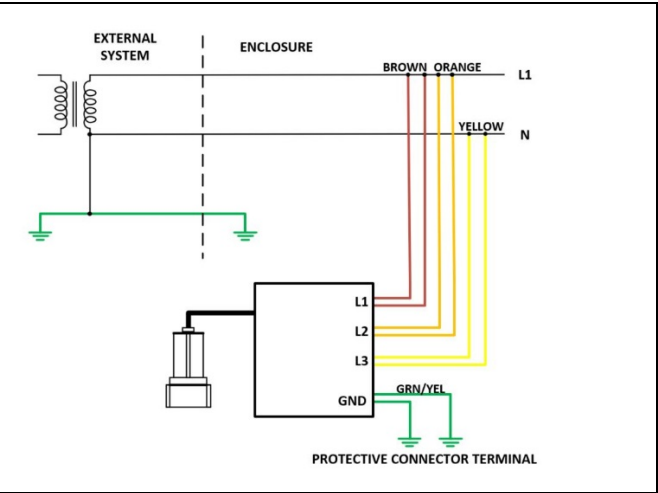 EXTERNAL
SYSTEM
ENCLOSURE
BROWN ORANGE
L1
YELLOW
N
L1
L2
L3
GRN/YEL
GND
PROTECTIVE CONNECTOR TERMINAL